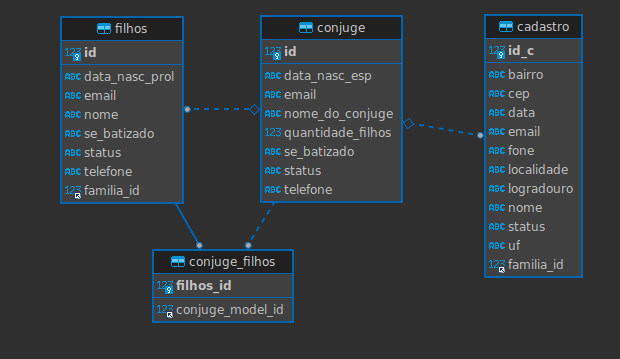 filhos
123 id
ABC data_nasc_prol
ABC email
ABC nome
ABC se_batizado
ABC status
ABC telefone
123 familia_id
conjuge
123 id
ABC data_nasc_esp
ABC email
ABC nome_do_conjuge
123 quantidade_filhos
ABC se_batizado
ABC status
ABC telefone
cadastro
123 id_c
ABC bairro
ABC cep
ABC data
ABC email
ABC fone
ABC localidade
ABC logradouro
ABC nome
ABC status
ABC uf
123 familia_id
conjuge_filhos
123 filhos_id
123 conjuge_model_id